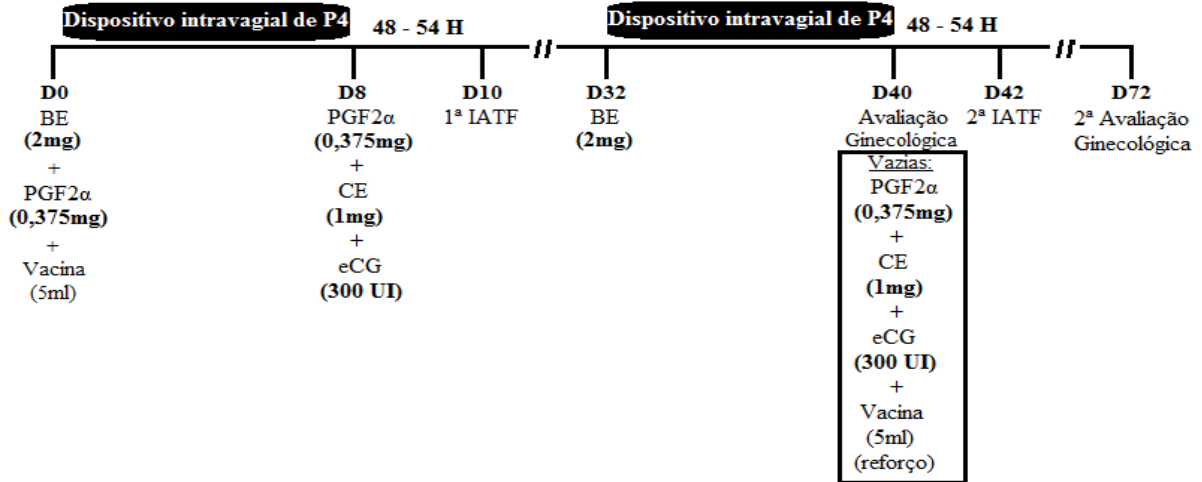 Dispositivo intravagial de P4
48 - 54 H
Dispositivo intravagial de P4
48 - 54 H
D0
BE
(2mg)
+
PGF2α
(0,375mg)
+
Vacina
(5ml)
D8
PGF2α
(0,375mg)
+
CE
(1mg)
+
eCG
(300 UI)
D10
1ª IATF
D32
BE
(2mg)
D40
Avaliação
Ginecológica
Vazias:
PGF2α
(0,375mg)
+
CE
(1mg)
+
eCG
(300 UI)
+
Vacina
(5ml)
(reforço)
D42
2ª IATF
D72
2ª Avaliação
Ginecológica